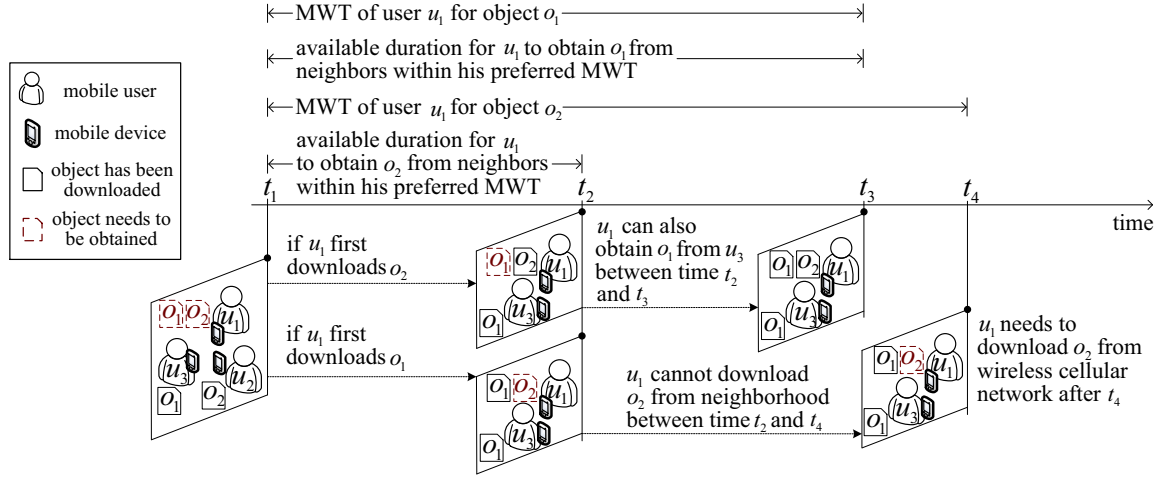 MWT of user u1 for object o1
available duration for u1 to obtain o1 from
neighbors within his preferred MWT
MWT of user u1 for object o2
available duration for u1
to obtain o2 from neighbors
within his preferred MWT
mobile user
mobile device
object has been
downloaded
object needs to
be obtained
t1
t2
t3
t4
time
if u1 first
downloads o2
if u1 first
downloads o1
o1 o2
u1
u3
u2
o1
o2
o1 o2
u1
u3
o1
u1 can also
obtain o1 from u3
between time t2
and t3
o1 o2
u1
u3
o1
o1 o2
u1
u3
o1
u1 cannot download
o2 from neighborhood
between time t2 and t4
o1 o2
u1
u3
o1
u1 needs to
download o2 from
wireless cellular
network after t4